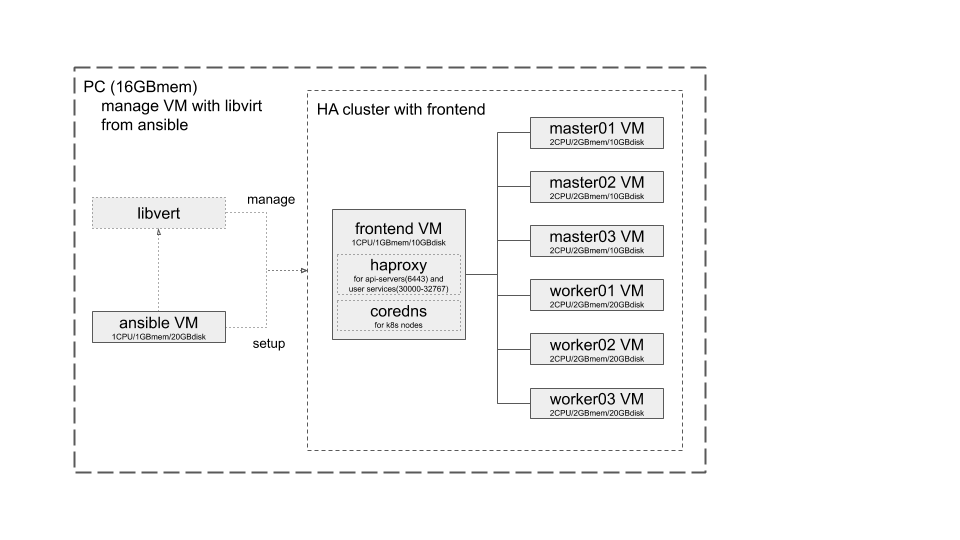 PC (16GBmem)
manage VM with libvirt
from ansible
HA cluster with frontend
libvert
manage
ansible VM
1CPU/1GBmem/20GBdisk
setup
frontend VM
1CPU/1GBmem/10GBdisk
haproxy
for api-servers(6443) and
user services(30000-32767)
coredns
for k8s nodes
master01 VM
2CPU/2GBmem/10GBdisk
master02 VM
2CPU/2GBmem/10GBdisk
master03 VM
2CPU/2GBmem/10GBdisk
worker01 VM
2CPU/2GBmem/20GBdisk
worker02 VM
2CPU/2GBmem/20GBdisk
worker03 VM
2CPU/2GBmem/20GBdisk